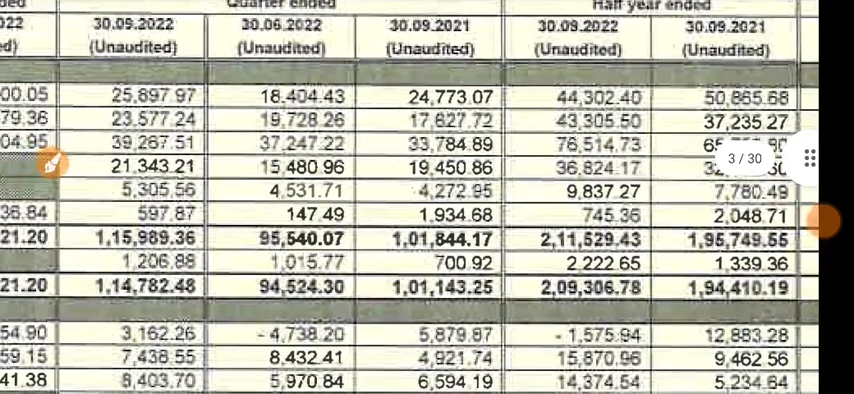 ded Quarter ended Half year ended
022 30.09.2022 30.06.2022 30.09.2021 30.09.2022 30.09.2021
ed) (Unaudited) (Unaudited) (Unaudited) (Unaudited) (Unaudited)
00.05 25,897.97 18,404.43 24,773.07 44,302.40 50,865.68
79.36 23,577.24 19,728.26 17,627.72 43,305.50 37,235.27
04.95 39,267.51 37,247.22 33,784.89 76,514.73
3 / 30
21,343.21 15,480.96 19,450.86 36,824.17
5,305.56 4,531.71 4,272.95 9,837.27 7,780.49
36.84 597.87 147.49 1,934.68 745.36 2,048.71
21.20 1,15,989.36 95,540.07 1,01,844.17 2,11,529.43 1,95,749.55
1,206.88 1,015.77 700.92 2,222.65 1,339.36
21.20 1,14,782.48 94,524.30 1,01,143.25 2,09,306.78 1,94,410.19
54.90 3,162.26 - 4,738.20 5,879.87 - 1,575.94 12,883.28
59.15 7,438.55 8,432.41 4,921.74 15,870.96 9,462.56
41.38 8,403.70 5,970.84 6,594.19 14,374.54 5,234.64